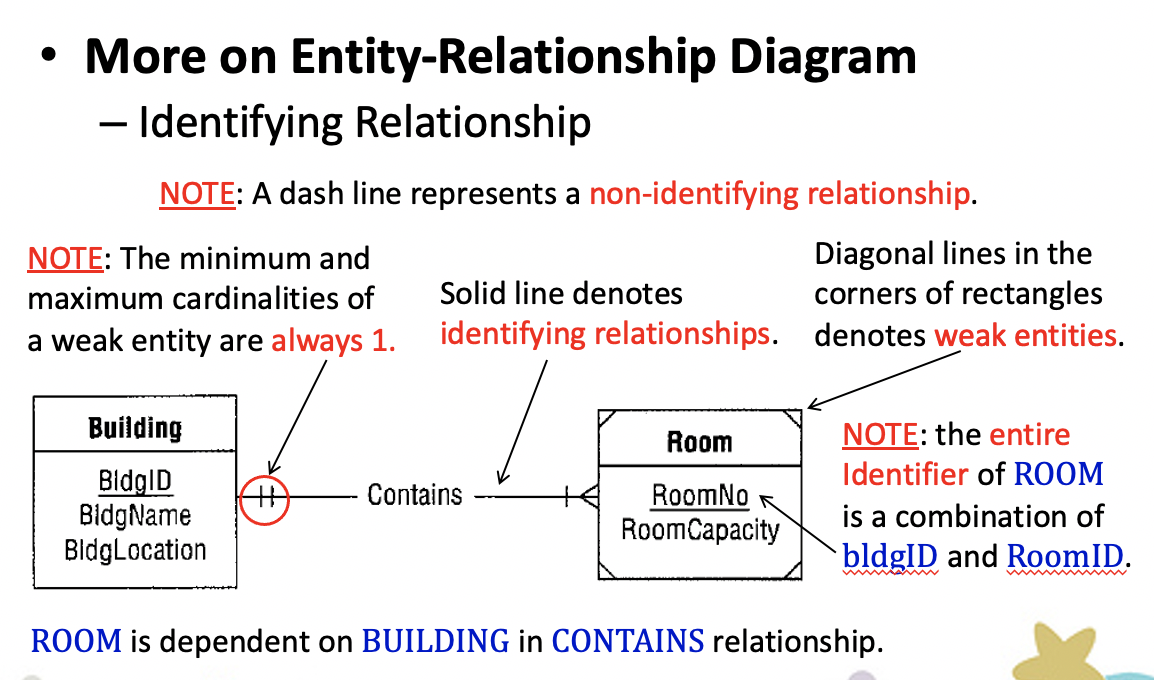 • More on Entity-Relationship Diagram
– Identifying Relationship
NOTE: A dash line represents a non-identifying relationship.
NOTE: The minimum and
maximum cardinalities of
a weak entity are always 1.
Solid line denotes
identifying relationships.
Diagonal lines in the
corners of rectangles
denotes weak entities.
Building
BldgID
BldgName
BldgLocation
Contains
Room
RoomNo
RoomCapacity
NOTE: the entire
Identifier of ROOM
is a combination of
bldgID and RoomID.
ROOM is dependent on BUILDING in CONTAINS relationship.